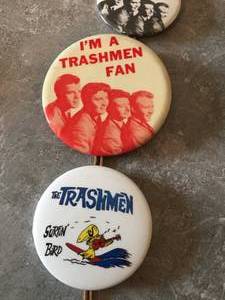 I'M A
TRASHMEN
FAN
THE TRASHMEN
SURFIN'
BIRD